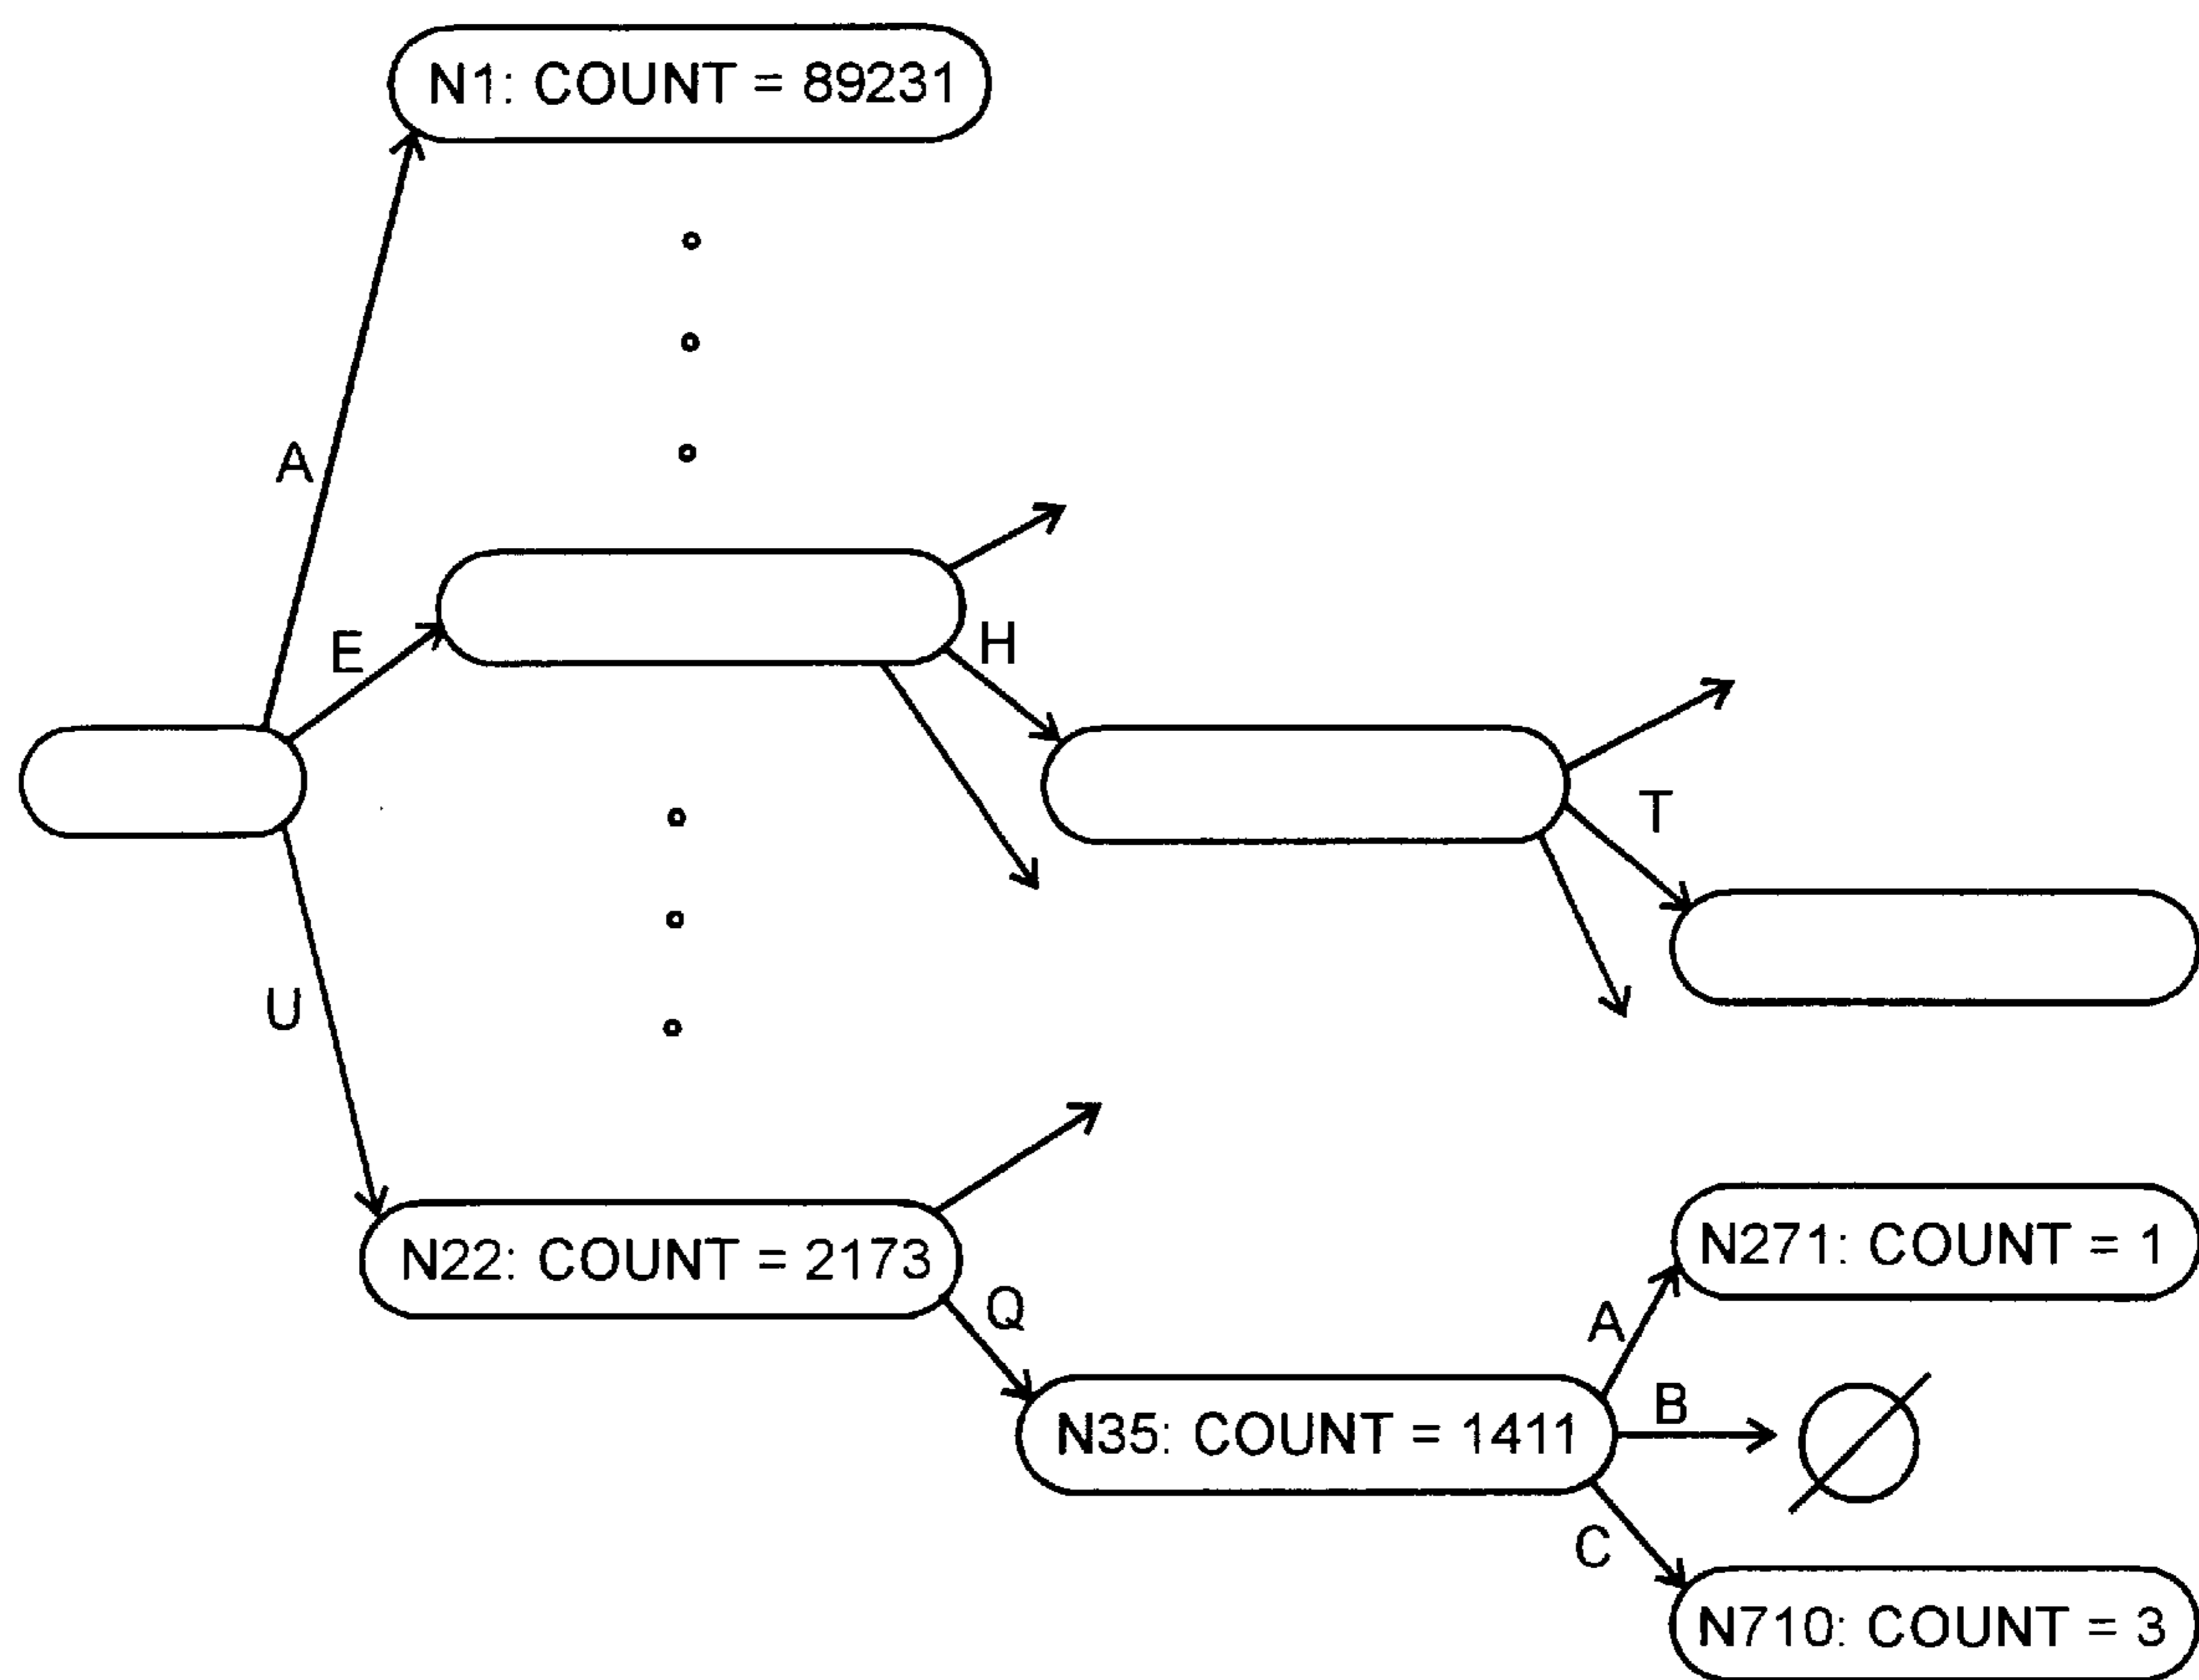 N1: COUNT = 89231
A
E
H
T
U
N22: COUNT = 2173
Q
N271: COUNT = 1
A
B
N35: COUNT = 1411
C
N710: COUNT = 3